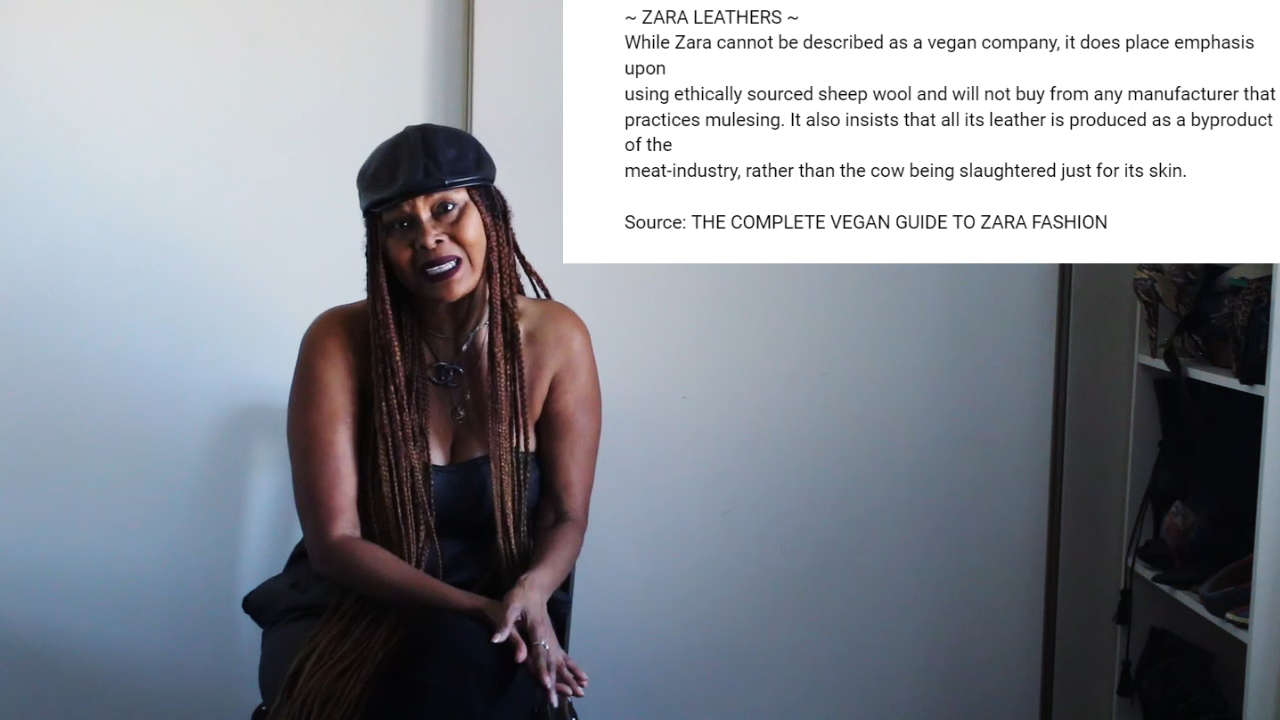 ~ ZARA LEATHERS ~
While Zara cannot be described as a vegan company, it does place emphasis
upon
using ethically sourced sheep wool and will not buy from any manufacturer that
practices mulesing. It also insists that all its leather is produced as a byproduct
of the
meat-industry, rather than the cow being slaughtered just for its skin.
Source: THE COMPLETE VEGAN GUIDE TO ZARA FASHION